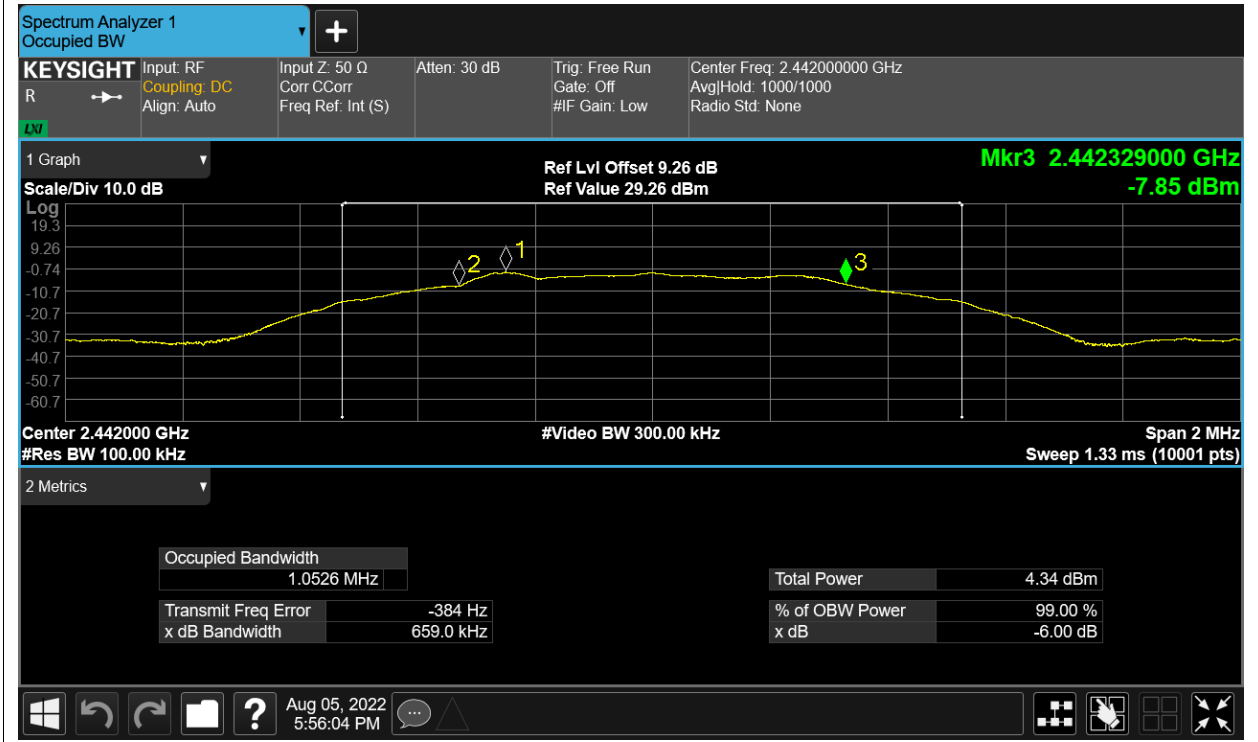 Spectrum Analyzer 1
Occupied BW
KEYSIGHT
R
LXI
Input: RF
Coupling: DC
Align: Auto
Input Z: 50 Ω
Corr CCorr
Freq Ref: Int (S)
Atten: 30 dB
Trig: Free Run
Gate: Off
#IF Gain: Low
Center Freq: 2.442000000 GHz
Avg|Hold: 1000/1000
Radio Std: None
1 Graph
Scale/Div 10.0 dB
Ref Lvl Offset 9.26 dB
Ref Value 29.26 dBm
Mkr3 2.442329000 GHz
-7.85 dBm
Log
19.3
9.26
-0.74
-10.7
-20.7
-30.7
-40.7
-50.7
-60.7
2
1
3
Center 2.442000 GHz
#Res BW 100.00 kHz
#Video BW 300.00 kHz
Span 2 MHz
Sweep 1.33 ms (10001 pts)
2 Metrics
Occupied Bandwidth
1.0526 MHz
Transmit Freq Error -384 Hz
x dB Bandwidth 659.0 kHz
Total Power 4.34 dBm
% of OBW Power 99.00 %
x dB -6.00 dB
?
Aug 05, 2022
5:56:04 PM